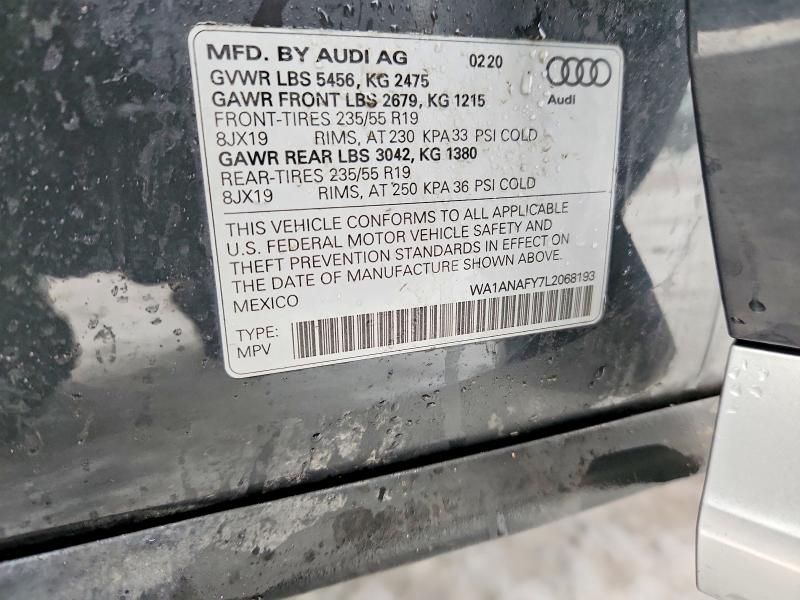 MFD. BY AUDI AG 02 20
GVWR LBS 5456, KG 2475
GAWR FRONT LBS 2679, KG 1215
Audi
FRONT-TIRES 235/55 R19
8JX19 RIMS, AT 230 KPA 33 PSI COLD
GAWR REAR LBS 3042, KG 1380
REAR-TIRES 235/55 R19
8JX19 RIMS, AT 250 KPA 36 PSI COLD
THIS VEHICLE CONFORMS TO ALL APPLICABLE
U.S. FEDERAL MOTOR VEHICLE SAFETY AND
THEFT PREVENTION STANDARDS IN EFFECT ON
THE DATE OF MANUFACTURE SHOWN ABOVE.
MEXICO WA1ANAFY7L2068193
TYPE:
MPV